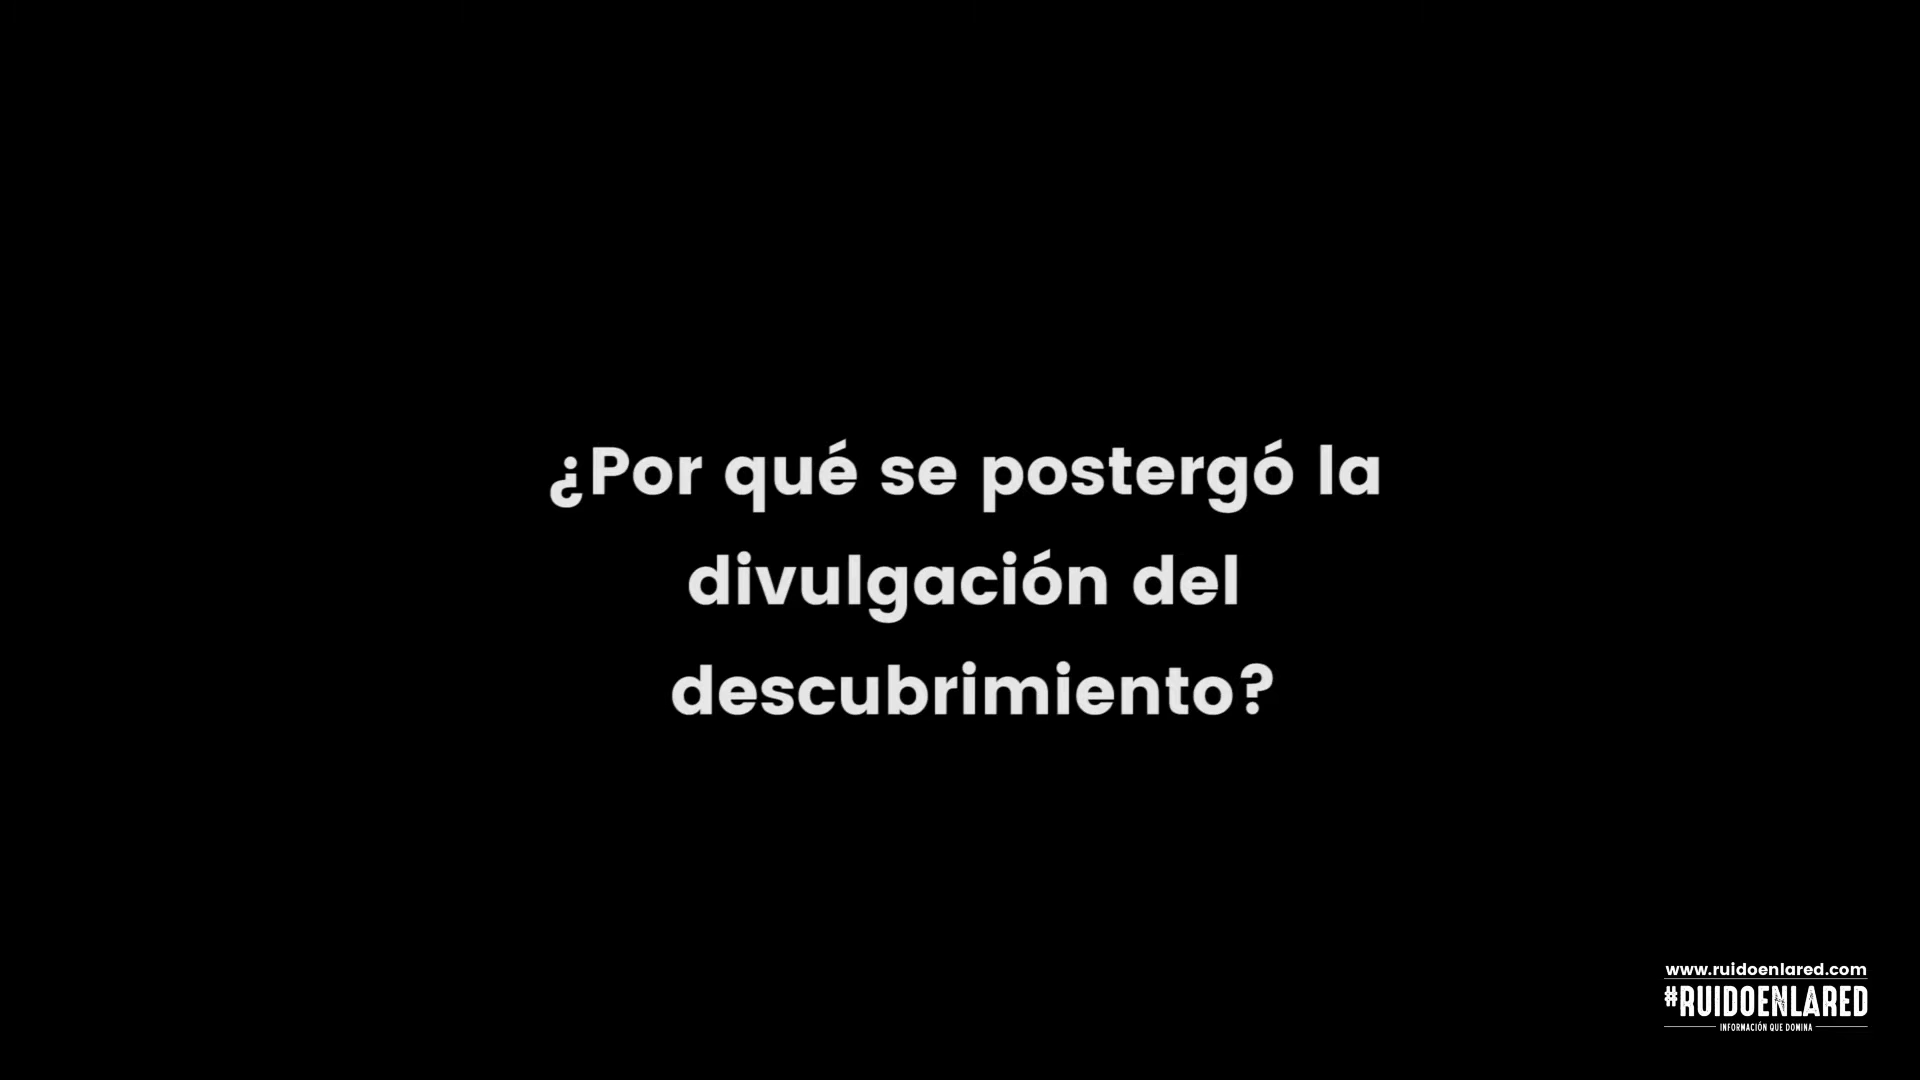 ¿Por qué se postergó la
divulgación del
descubrimiento?
www.ruidoenlared.com
#RUIDOENLARED
INFORMACIÓN QUE DOMINA